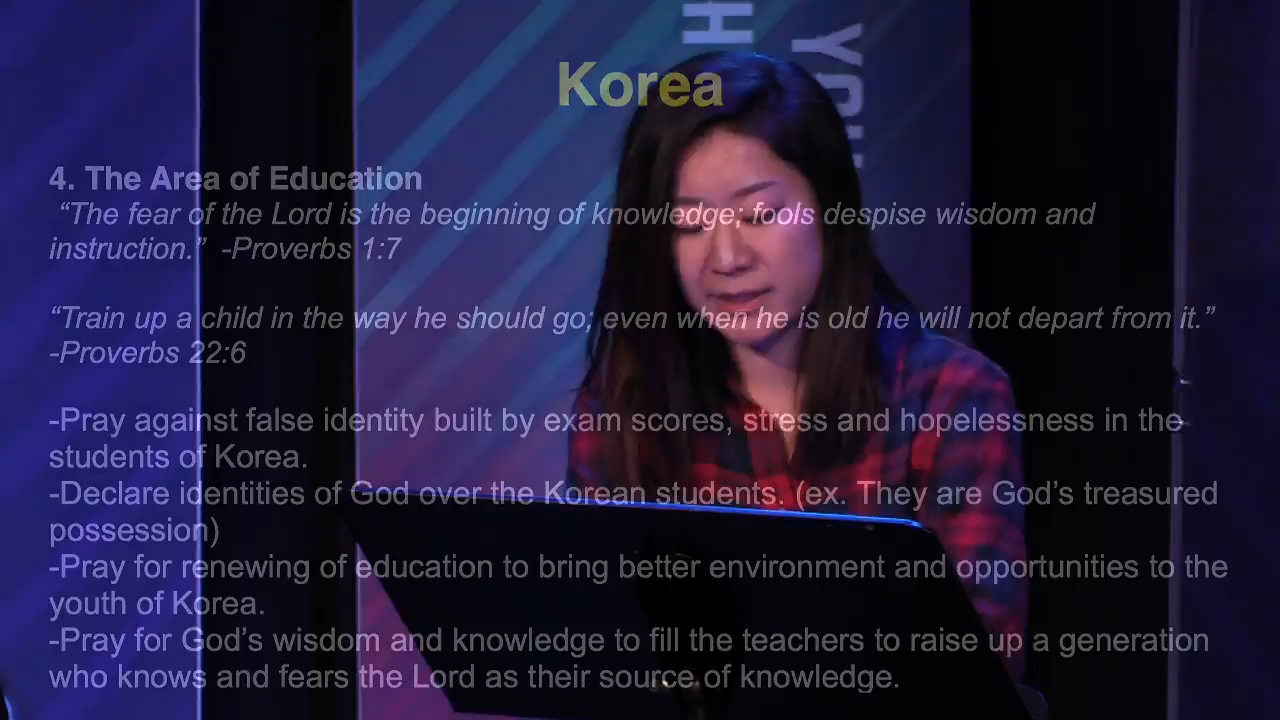 H
YOU
Korea
4. The Area of Education
“The fear of the Lord is the beginning of knowledge; fools despise wisdom and
instruction.”  -Proverbs 1:7
“Train up a child in the way he should go; even when he is old he will not depart from it.”
-Proverbs 22:6
-Pray against false identity built by exam scores, stress and hopelessness in the
students of Korea.
-Declare identities of God over the Korean students. (ex. They are God’s treasured
possession)
-Pray for renewing of education to bring better environment and opportunities to the
youth of Korea.
-Pray for God’s wisdom and knowledge to fill the teachers to raise up a generation
who knows and fears the Lord as their source of knowledge.